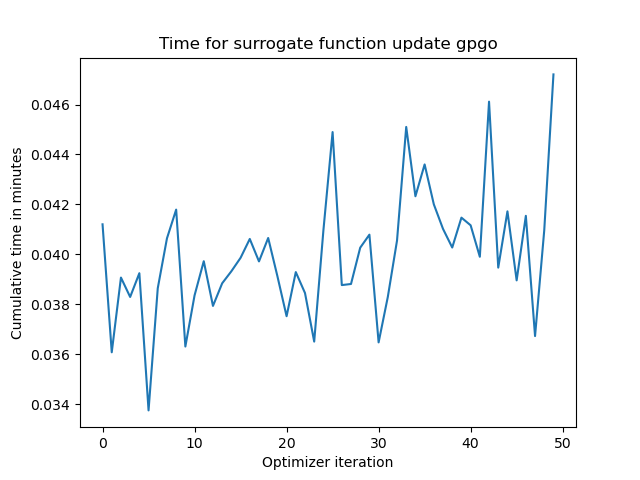 Time for surrogate function update gpgo
Cumulative time in minutes
0.046
0.044
0.042
0.040
0.038
0.036
0.034
0 10 20 30 40 50
Optimizer iteration